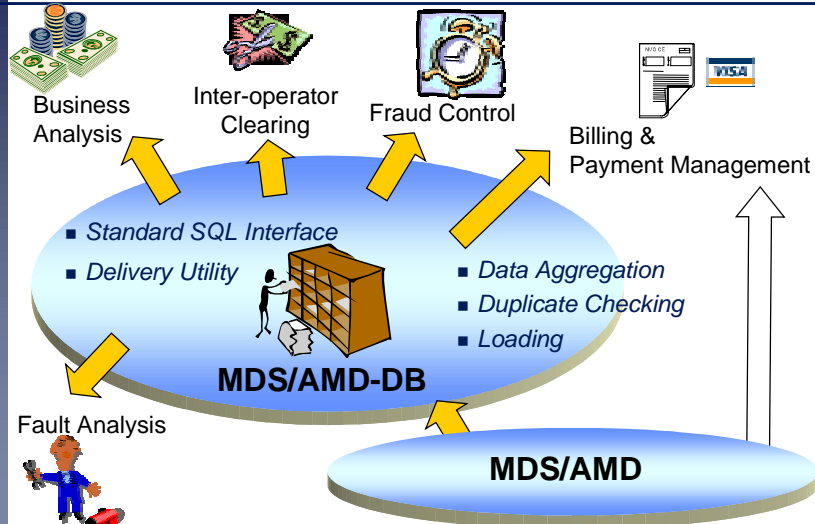 Business
Analysis
Inter-operator
Clearing
Fraud Control
INVOICE
VISA
Billing &
Payment Management
Standard SQL Interface
Delivery Utility
Data Aggregation
Duplicate Checking
Loading
MDS/AMD-DB
Fault Analysis
MDS/AMD